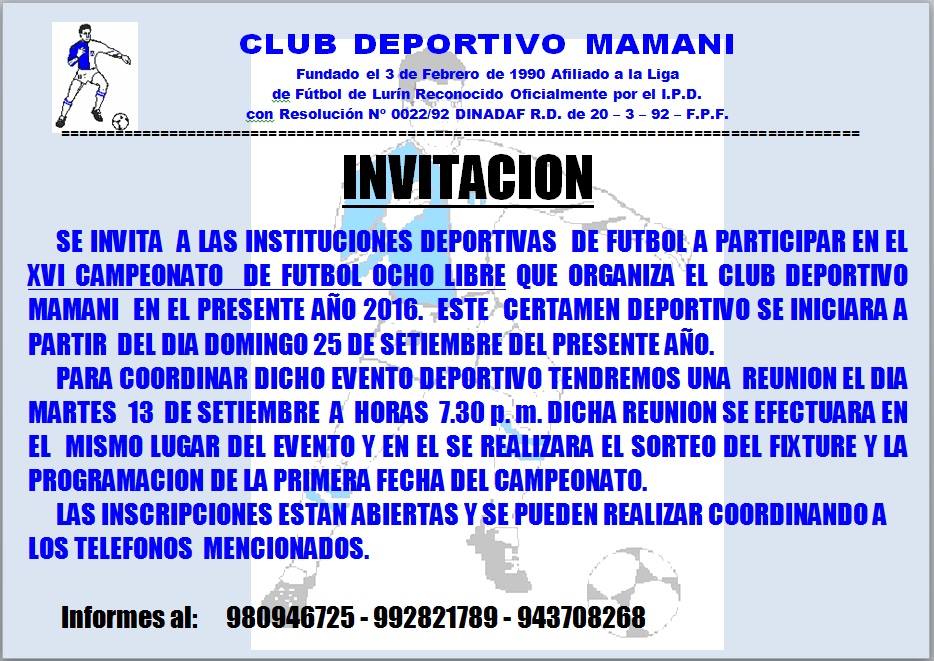 CLUB DEPORTIVO MAMANI
Fundado el 3 de Febrero de 1990 Afiliado a la Liga
de Fútbol de Lurín Reconocido Oficialmente por el I.P.D.
con Resolución Nº 0022/92 DINADAF R.D. de 20 – 3 – 92 – F.P.F.
INVITACION
SE INVITA A LAS INSTITUCIONES DEPORTIVAS DE FUTBOL A PARTICIPAR EN EL
XVI CAMPEONATO DE FUTBOL OCHO LIBRE QUE ORGANIZA EL CLUB DEPORTIVO
MAMANI EN EL PRESENTE AÑO 2016. ESTE CERTAMEN DEPORTIVO SE INICIARA A
PARTIR DEL DIA DOMINGO 25 DE SETIEMBRE DEL PRESENTE AÑO.
PARA COORDINAR DICHO EVENTO DEPORTIVO TENDREMOS UNA REUNION EL DIA
MARTES 13 DE SETIEMBRE A HORAS 7.30 p. m. DICHA REUNION SE EFECTUARA EN
EL MISMO LUGAR DEL EVENTO Y EN EL SE REALIZARA EL SORTEO DEL FIXTURE Y LA
PROGRAMACION DE LA PRIMERA FECHA DEL CAMPEONATO.
LAS INSCRIPCIONES ESTAN ABIERTAS Y SE PUEDEN REALIZAR COORDINANDO A
LOS TELEFONOS MENCIONADOS.
Informes al: 980946725 - 992821789 - 943708268